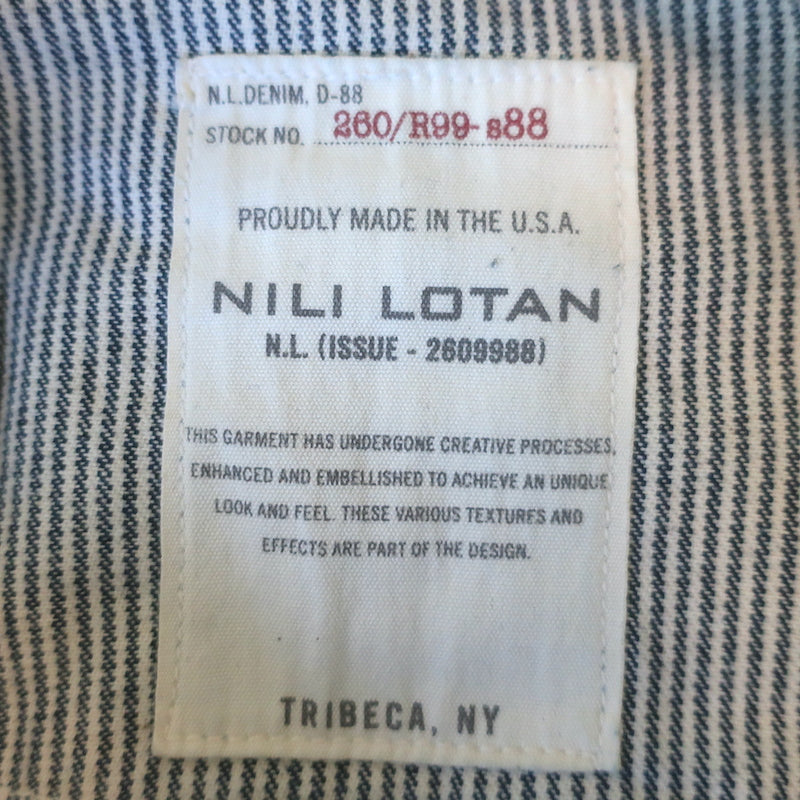 N.L.DENIM, D-88
STOCK NO. 260/R99-s88
PROUDLY MADE IN THE U.S.A.
NILI LOTAN
N.L. (ISSUE - 2609988)
THIS GARMENT HAS UNDERGONE CREATIVE PROCESSES,
ENHANCED AND EMBELLISHED TO ACHIEVE AN UNIQUE
LOOK AND FEEL. THESE VARIOUS TEXTURES AND
EFFECTS ARE PART OF THE DESIGN.
TRIBECA, NY